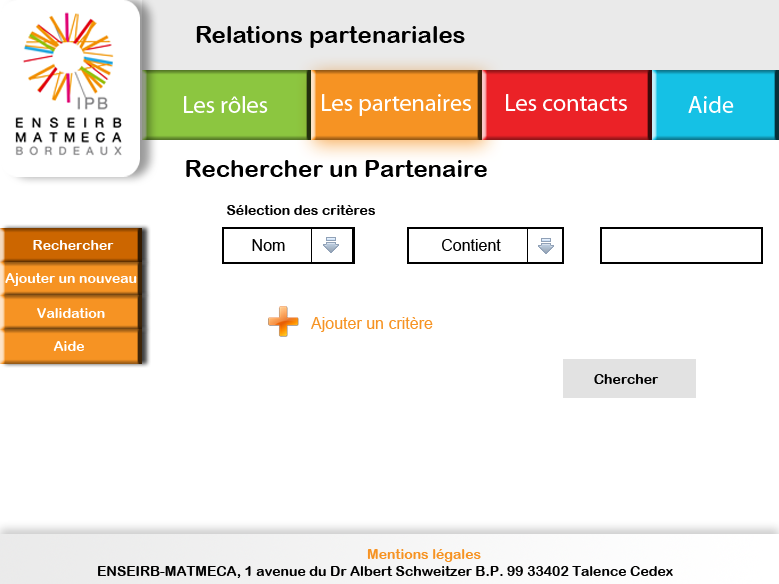 Relations partenariales
IPB
ENSEIRB
MATMECA
BORDEAUX
Les rôles
Les partenaires
Les contacts
Aide
Rechercher un Partenaire
Sélection des critères
Nom
Contient
Rechercher
Ajouter un nouveau
Validation
Aide
Ajouter un critère
Chercher
Mentions légales
ENSEIRB-MATMECA, 1 avenue du Dr Albert Schweitzer B.P. 99 33402 Talence Cedex